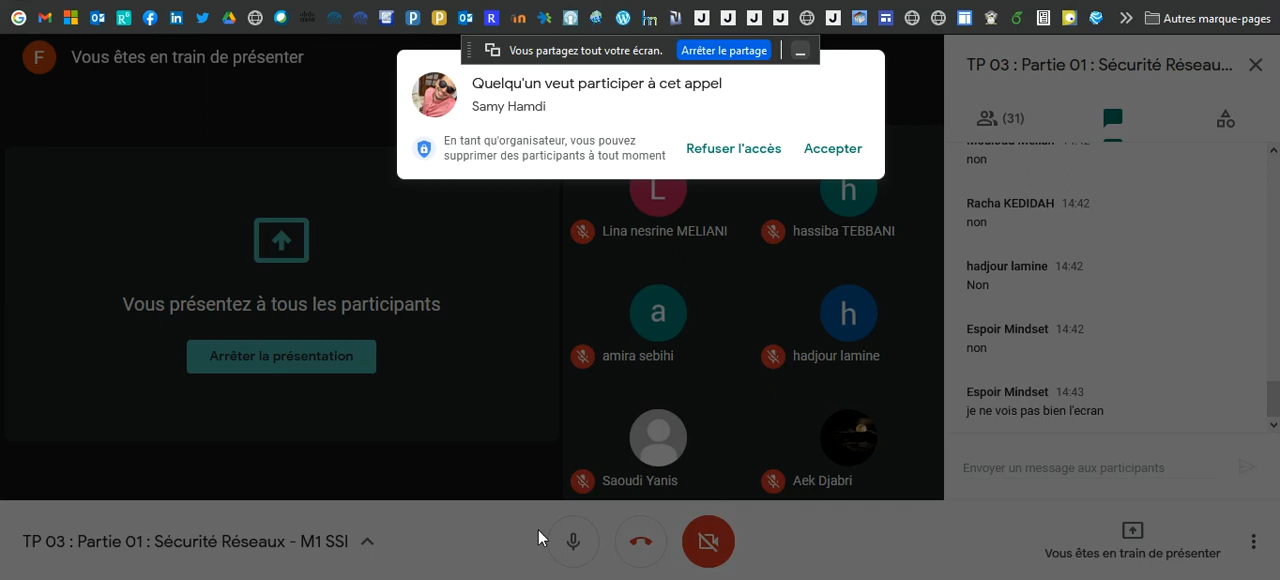 Autres marque-pages
Vous partagez tout votre écran.
Arrêter le partage
F
Vous êtes en train de présenter
Quelqu'un veut participer à cet appel
Samy Hamdi
En tant qu'organisateur, vous pouvez
supprimer des participants à tout moment
Refuser l'accès
Accepter
Vous présentez à tous les participants
Arrêter la présentation
L
Lina nesrine MELIANI
h
hassiba TEBBANI
a
amira sebihi
h
hadjour lamine
Saoudi Yanis
Aek Djabri
TP 03 : Partie 01 : Sécurité Réseau...
(31)
non
Racha KEDIDAH 14:42
non
hadjour lamine 14:42
Non
Espoir Mindset 14:42
non
Espoir Mindset 14:43
je ne vois pas bien l'ecran
Envoyer un message aux participants
TP 03 : Partie 01 : Sécurité Réseaux - M1 SSI
Vous êtes en train de présenter